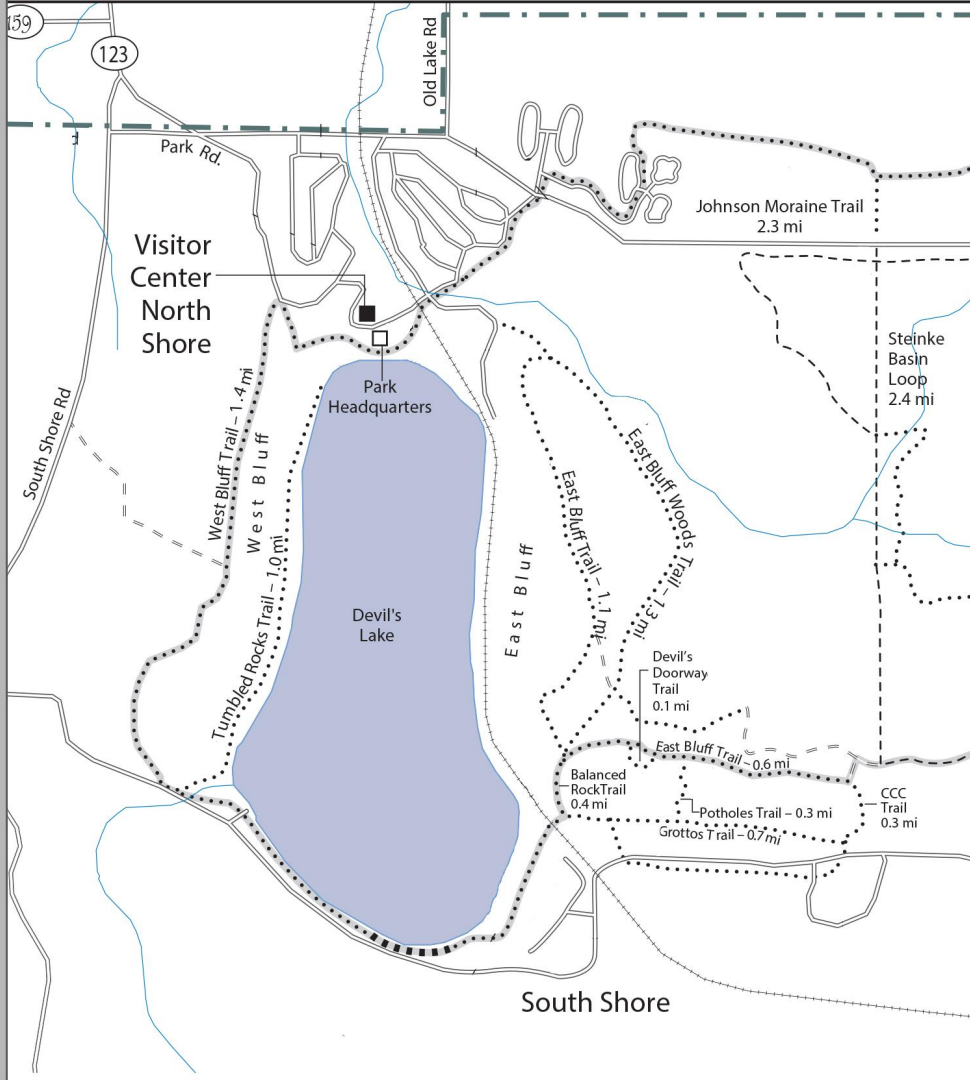 159
123
Old Lake Rd
Park Rd.
Johnson Moraine Trail
2.3 mi
Visitor
Center
North
Shore
Steinke
Basin
Loop
2.4 mi
Park
Headquarters
South Shore Rd
West Bluff Trail – 1.4 mi
West Bluff
Tumbled Rocks Trail – 1.0 mi
Devil's
Lake
East Bluff
East Bluff Trail – 1.1 mi
East Bluff Woods Trail – 1.3 mi
Devil's
Doorway
Trail
0.1 mi
East Bluff Trail – 0.6 mi
Balanced
RockTrail
0.4 mi
Potholes Trail – 0.3 mi
Grottos Trail – 0.7 mi
CCC
Trail
0.3 mi
South Shore